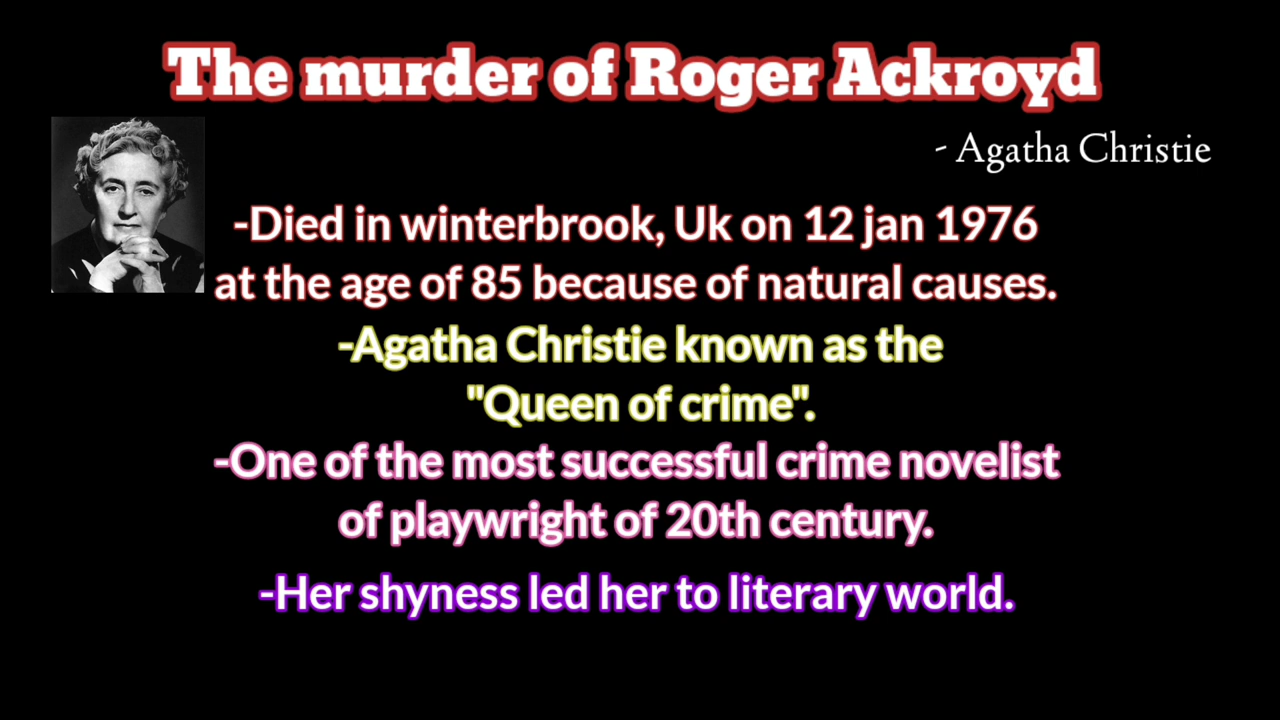 The murder of Roger Ackroyd
- Agatha Christie
-Died in winterbrook, Uk on 12 jan 1976
at the age of 85 because of natural causes.
-Agatha Christie known as the
"Queen of crime".
-One of the most successful crime novelist
of playwright of 20th century.
-Her shyness led her to literary world.